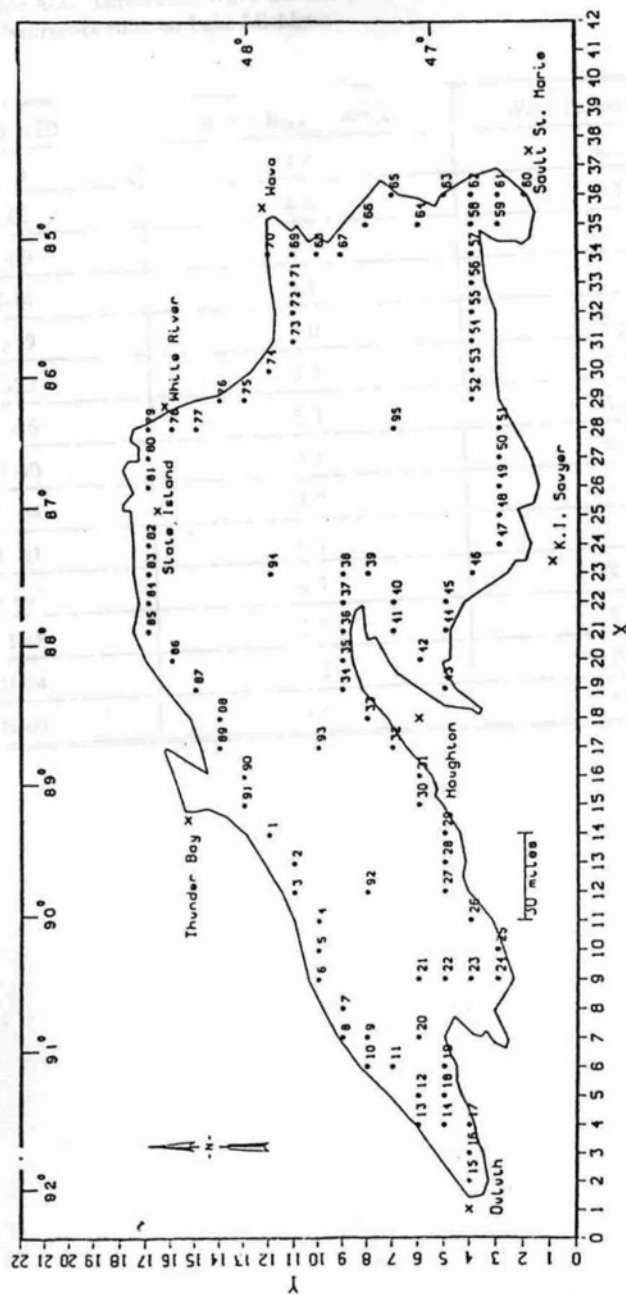 92° 91° 90° 89° 88° 87° 86° 85°
22
21
20
19
18
17 85 84 83 82 81 80 79
Slate Island
White River
16 86 78
Thunder Bay
15 87 77
-N-
14 89 88 76
48°
13 91 90 75
Wawa
12 1 94 74 70
Y
11 3 2 73 72 71 69
10 6 5 4 93 68
9 8 7 34 35 36 37 38 67
8 10 9 92 33 39 66
7 11 32 41 40 95 65
6 13 12 20 21 30 31 42 64
Houghton
47°
5 14 18 19 22 27 28 29 43 44 45 63
4 15 16 17 23 26 46 52 53 54 55 56 57 58 62
Duluth
3 24 25 47 48 49 50 51 59 61
30 miles
2 60
Sault St. Marie
K.I. Sawyer
1
0
0 1 2 3 4 5 6 7 8 9 10 11 12 13 14 15 16 17 18 19 20 21 22 23 24 25 26 27 28 29 30 31 32 33 34 35 36 37 38 39 40 41 42
X